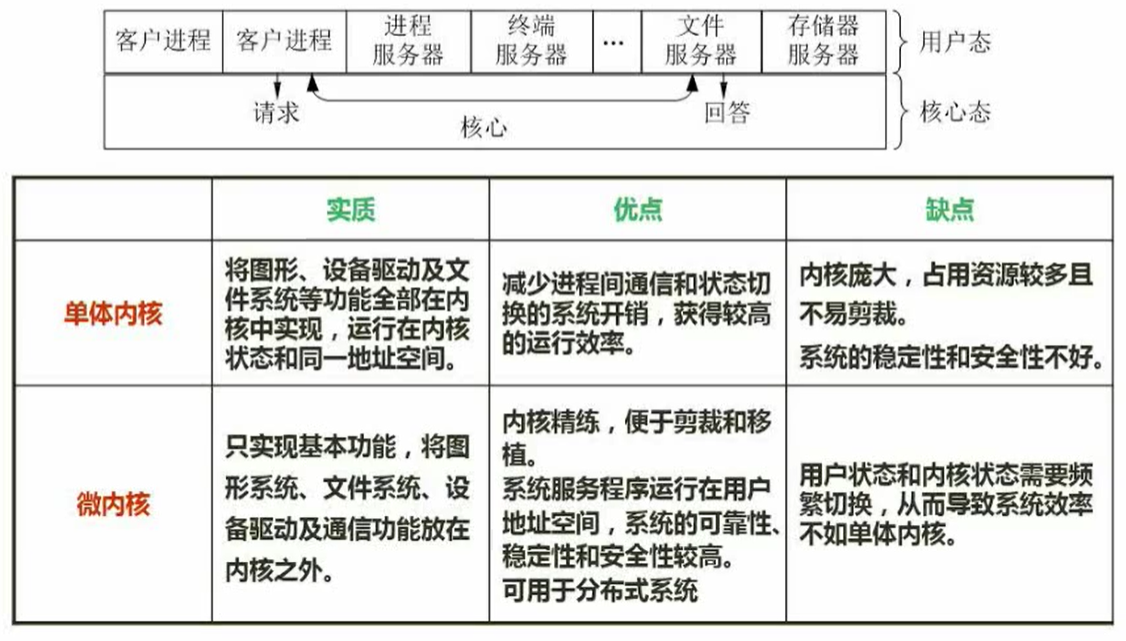 客户进程 客户进程 进程 服务器 终端 服务器 ··· 文件 服务器 存储器 服务器 用户态
请求 回答 核心态
核心
实质 优点 缺点
单体内核
将图形、设备驱动及文
件系统等功能全部在内
核中实现，运行在内核
状态和同一地址空间。
减少进程间通信和状态切
换的系统开销，获得较高
的运行效率。
内核庞大，占用资源较多且
不易剪裁。
系统的稳定性和安全性不好。
微内核
只实现基本功能，将图
形系统、文件系统、设
备驱动及通信功能放在
内核之外。
内核精练，便于剪裁和移
植。
系统服务程序运行在用户
地址空间，系统的可靠性、
稳定性和安全性较高。
可用于分布式系统
用户状态和内核状态需要频
繁切换，从而导致系统效率
不如单体内核。